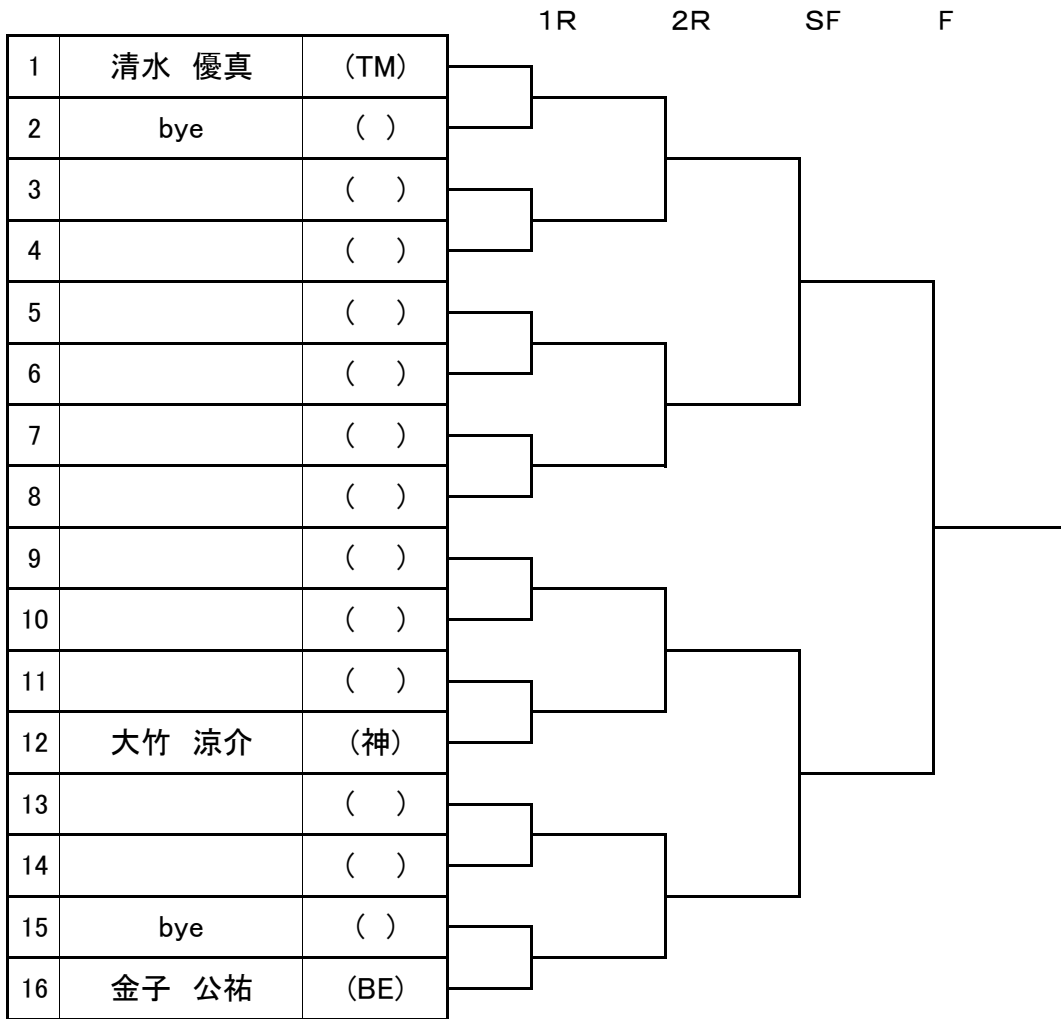 1R 2R SF F
1 清水 優真 (TM)
2 bye ( )
3 ( )
4 ( )
5 ( )
6 ( )
7 ( )
8 ( )
9 ( )
10 ( )
11 ( )
12 大竹 涼介 (神)
13 ( )
14 ( )
15 bye ( )
16 金子 公祐 (BE)